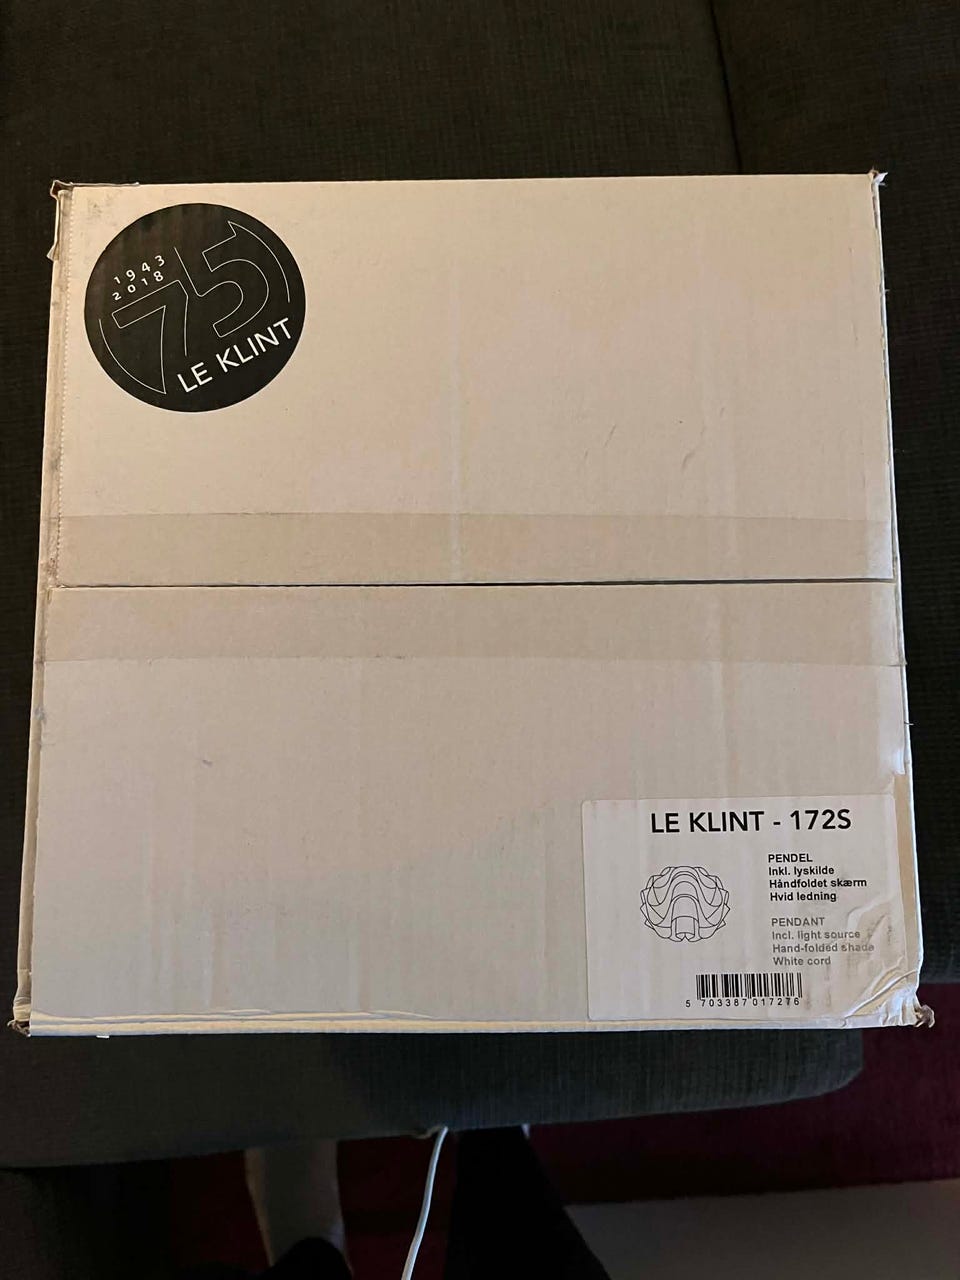 1943
2018
75
LE KLINT
LE KLINT - 172S
PENDEL
Inkl. lyskilde
Håndfoldet skærm
Hvid ledning
PENDANT
Incl. light source
Hand-folded shade
White cord
5 703387 017276